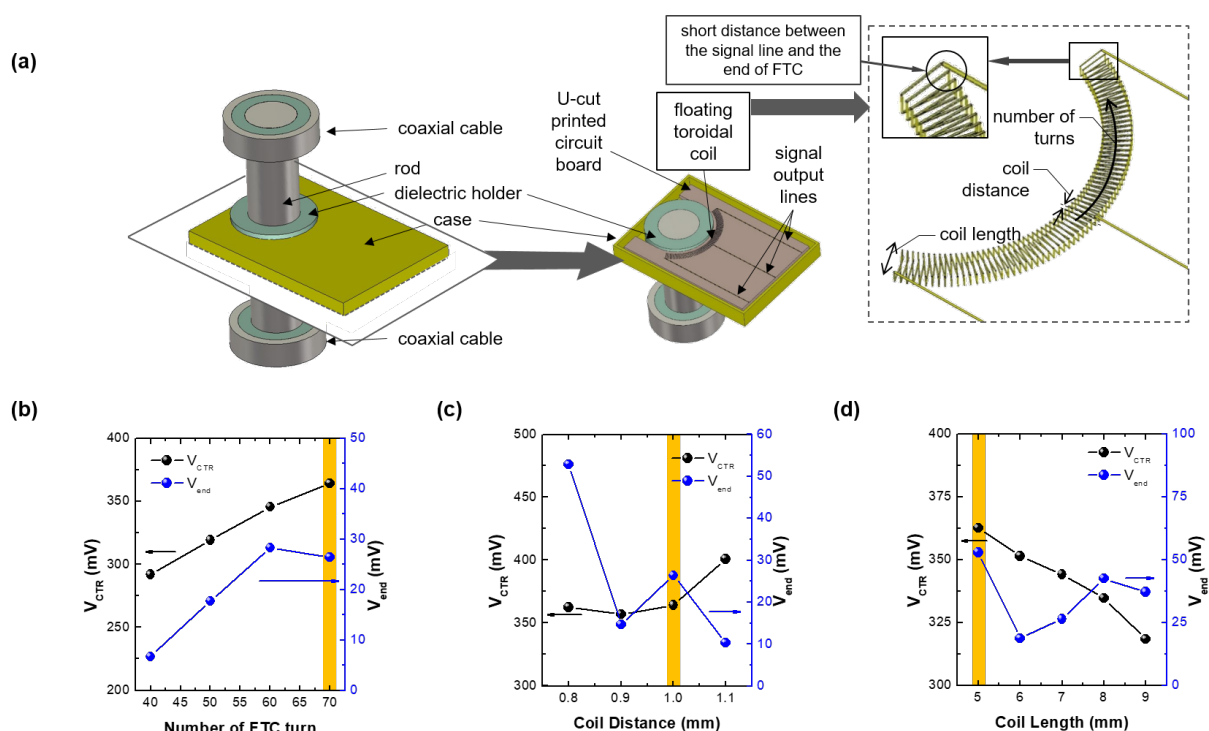 (a)
short distance between
the signal line and the
end of FTC
U-cut
printed
circuit
board
floating
toroidal
coil
signal
output
lines
number of
turns
coil
distance
coil length
coaxial cable
rod
dielectric holder
case
coaxial cable
(b)
400
350
300
250
200
V_CTR (mV)
V_CTR
V_end
50
40
30
20
10
0
V_end (mV)
40 45 50 55 60 65 70
Number of FTC turn
(c)
500
450
400
350
300
V_CTR (mV)
V_CTR
V_end
60
50
40
30
20
10
0
V_end (mV)
0.8 0.9 1.0 1.1
Coil Distance (mm)
(d)
400
375
350
325
300
V_CTR (mV)
V_CTR
V_end
100
75
50
25
0
V_end (mV)
5 6 7 8 9
Coil Length (mm)